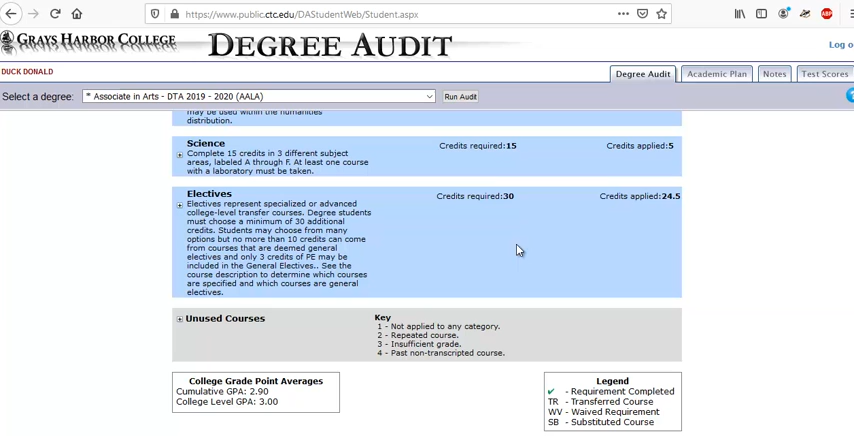 https://www.public.ctc.edu/DAStudentWeb/Student.aspx
ABP
GRAYS HARBOR COLLEGE
DEGREE AUDIT
Log o
DUCK DONALD
Degree Audit
Academic Plan
Notes
Test Scores
Select a degree:
* Associate in Arts - DTA 2019 - 2020 (AALA)
Run Audit
may be used within the humanities
distribution.
Science
Credits required:15
Credits applied:5
Complete 15 credits in 3 different subject
areas, labeled A through F. At least one course
with a laboratory must be taken.
Electives
Credits required:30
Credits applied:24.5
Electives represent specialized or advanced
college-level transfer courses. Degree students
must choose a minimum of 30 additional
credits. Students may choose from many
options but no more than 10 credits can come
from courses that are deemed general
electives and only 3 credits of PE may be
included in the General Electives.. See the
course description to determine which courses
are specified and which courses are general
electives.
Unused Courses
Key
1 - Not applied to any category.
2 - Repeated course.
3 - Insufficient grade.
4 - Past non-transcripted course.
College Grade Point Averages
Cumulative GPA: 2.90
College Level GPA: 3.00
Legend
✔ - Requirement Completed
TR - Transferred Course
WV - Waived Requirement
SB - Substituted Course